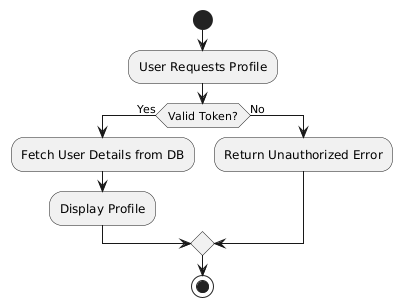 User Requests Profile
Valid Token?
Yes
No
Fetch User Details from DB
Return Unauthorized Error
Display Profile